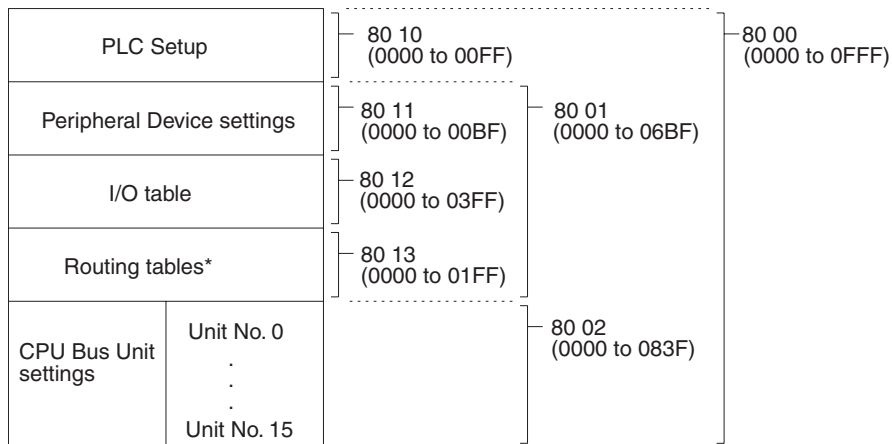 PLC Setup
80 10
(0000 to 00FF)
80 00
(0000 to 0FFF)
Peripheral Device settings
80 11
(0000 to 00BF)
80 01
(0000 to 06BF)
I/O table
80 12
(0000 to 03FF)
Routing tables*
80 13
(0000 to 01FF)
CPU Bus Unit
settings
Unit No. 0
.
.
.
Unit No. 15
80 02
(0000 to 083F)